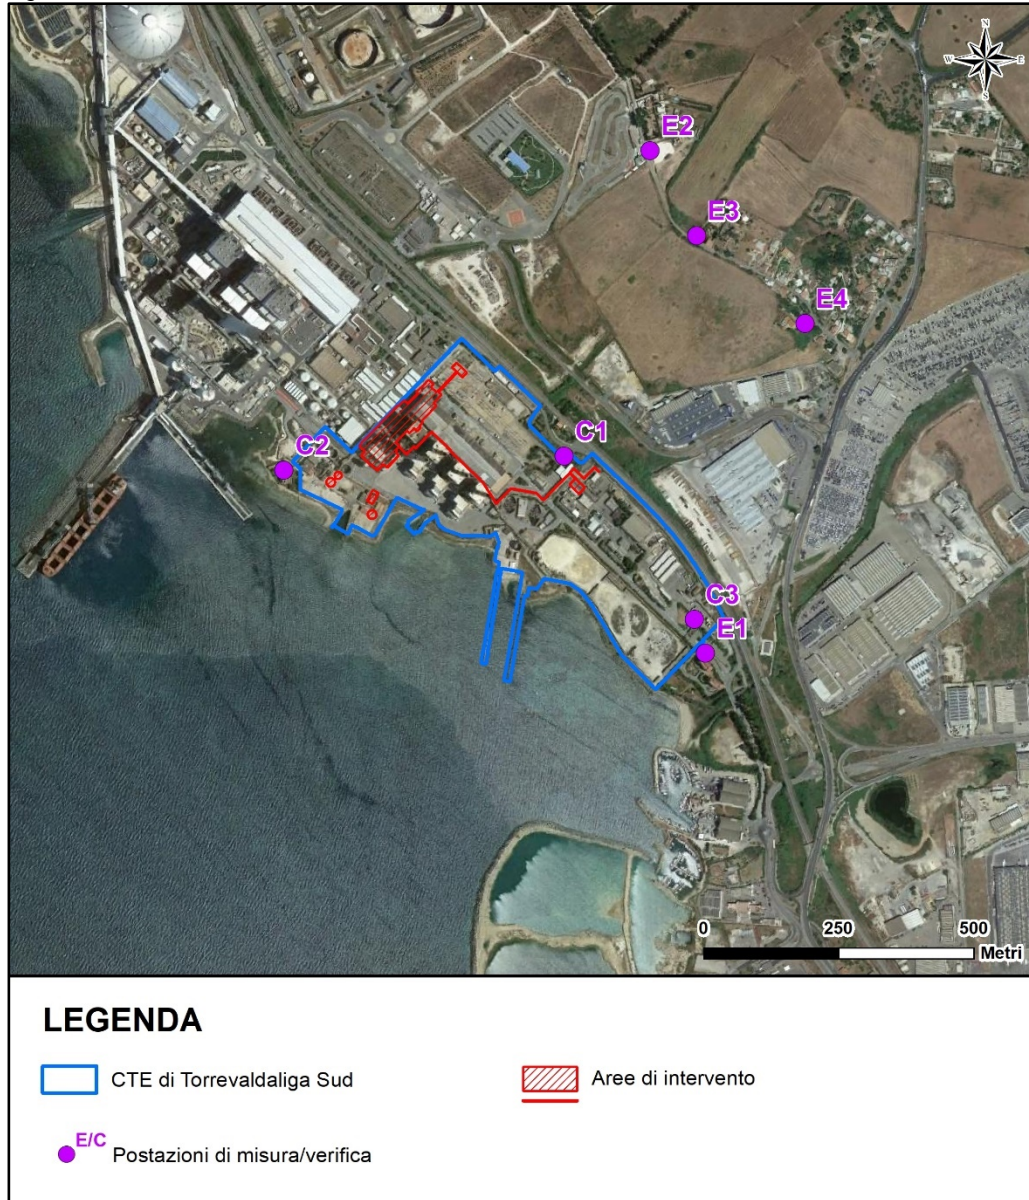 N
W E
S
E2
E3
E4
C1
C2
C3
E1
0 250 500
Metri
LEGENDA
CTE di Torrevaldaliga Sud
Aree di intervento
E/C
Postazioni di misura/verifica